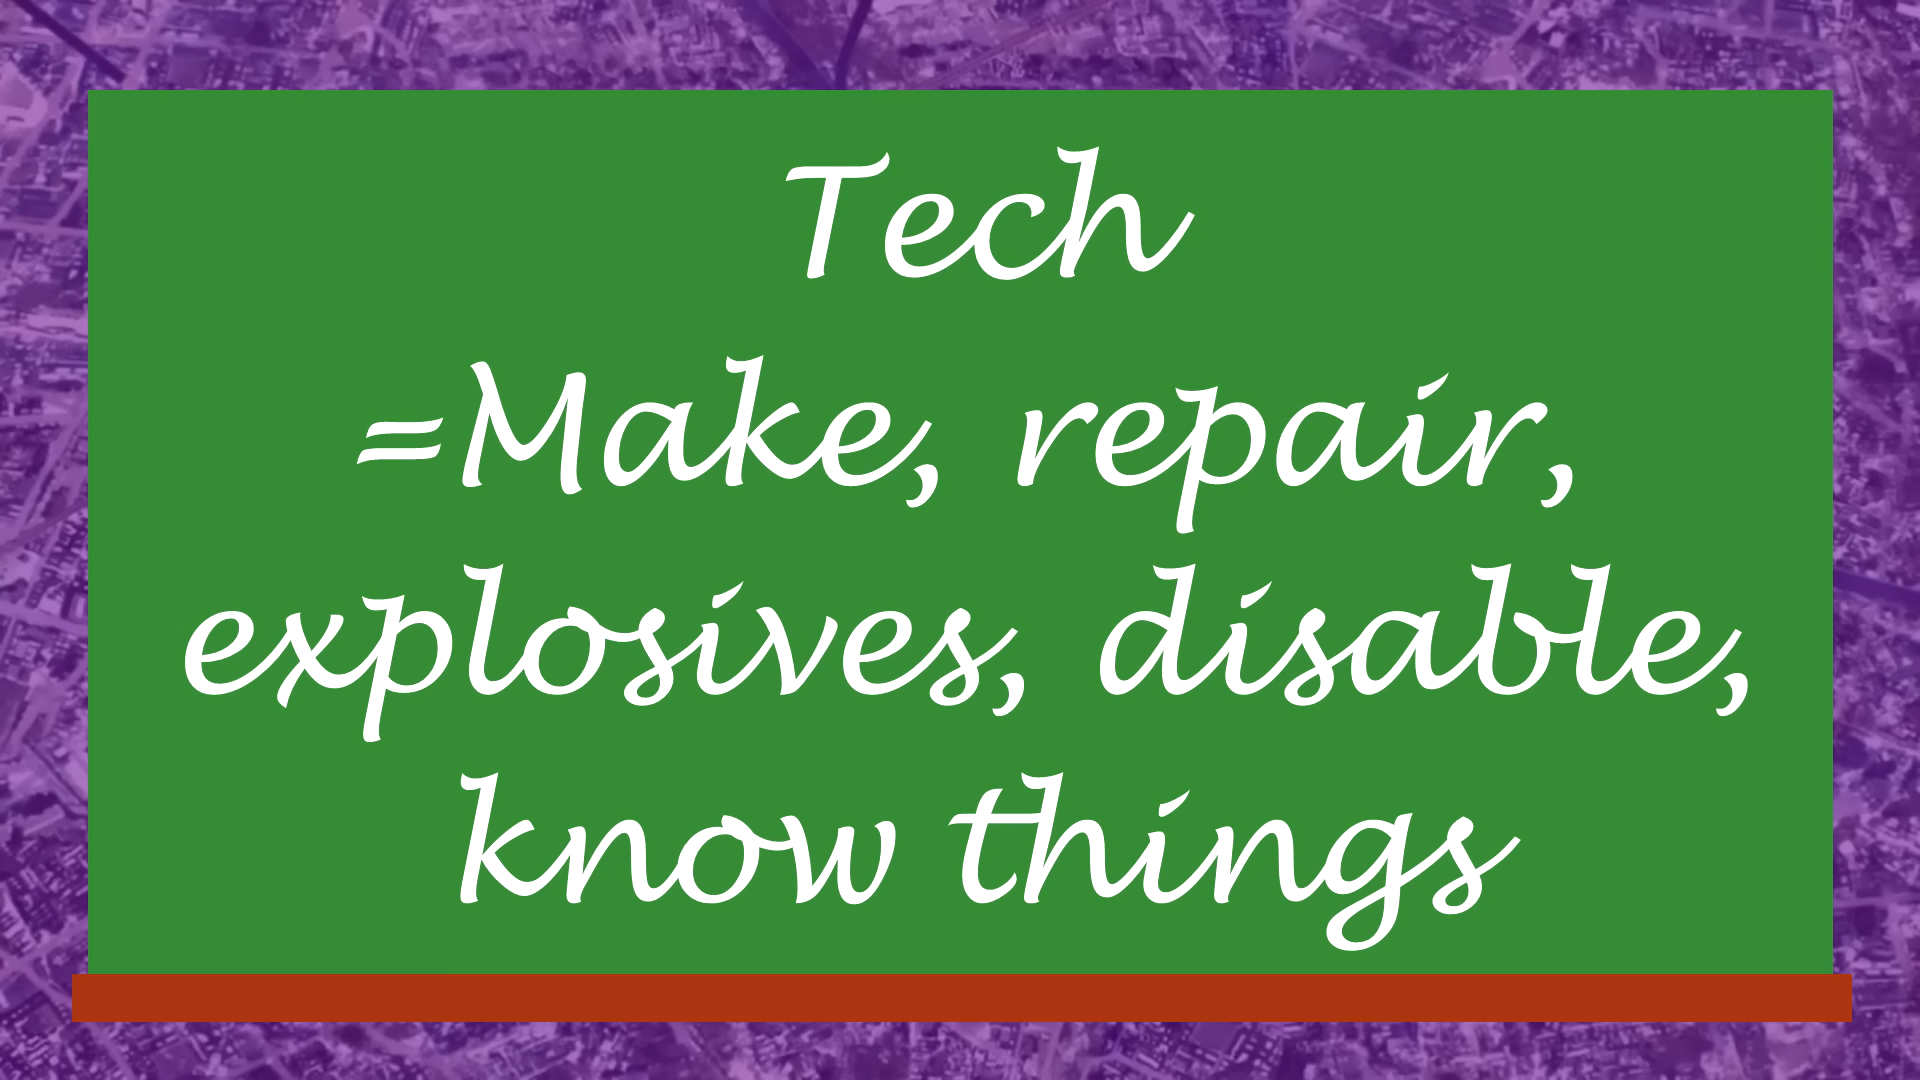 Tech
=Make, repair,
explosives, disable,
know things